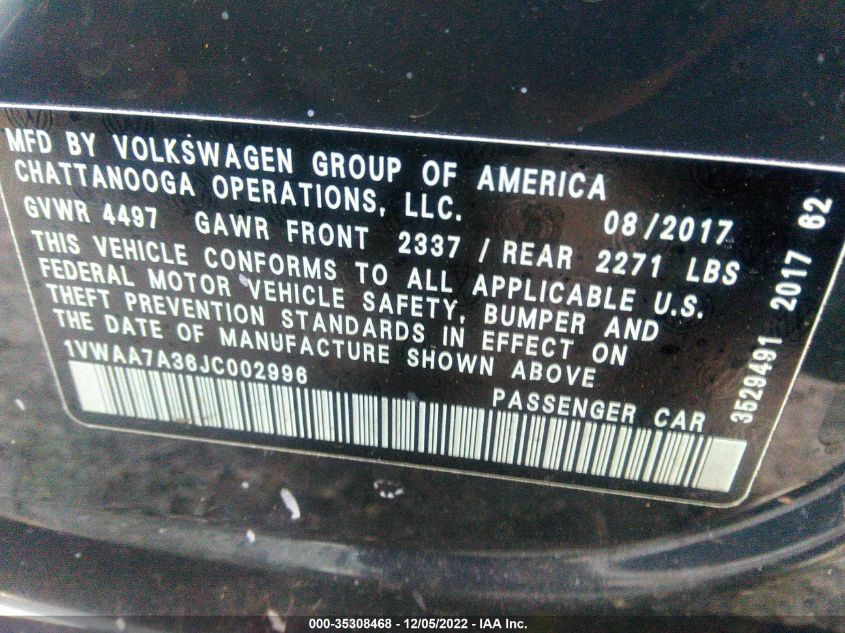 MFD BY VOLKSWAGEN GROUP OF AMERICA
CHATTANOOGA OPERATIONS, LLC.
08/2017
GVWR 4497 GAWR FRONT 2337 / REAR 2271 LBS
THIS VEHICLE CONFORMS TO ALL APPLICABLE U.S.
FEDERAL MOTOR VEHICLE SAFETY, BUMPER AND
THEFT PREVENTION STANDARDS IN EFFECT ON
THE DATE OF MANUFACTURE SHOWN ABOVE
1VWAA7A36JC002996
PASSENGER CAR
3529491 2017 62
000-35308468 - 12/05/2022 - IAA Inc.